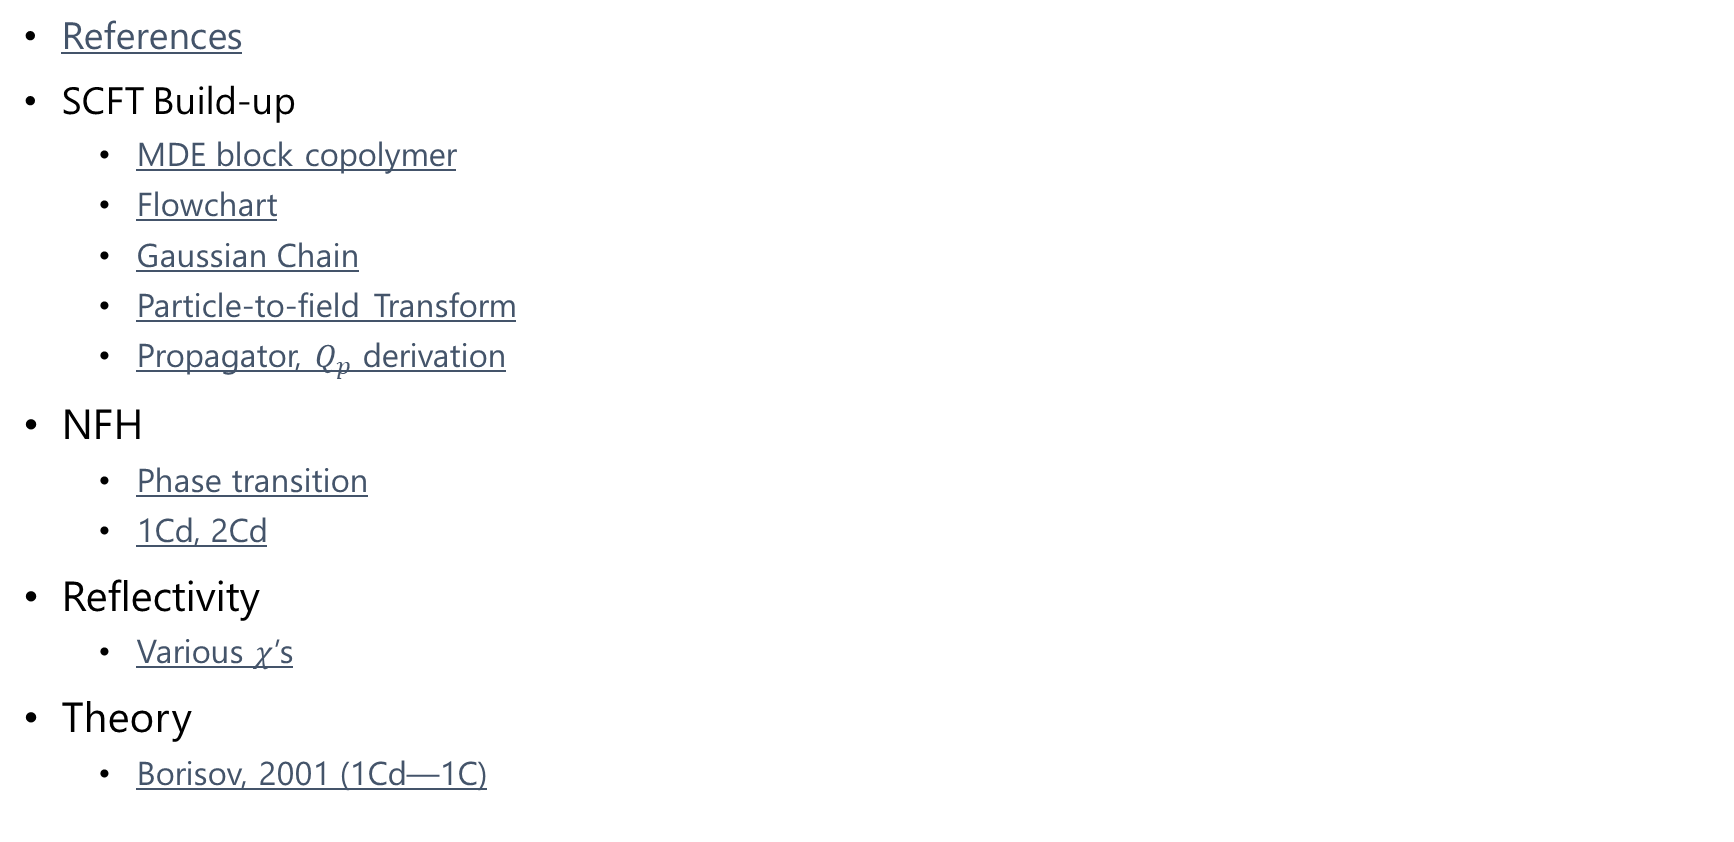 • References
• SCFT Build-up
• MDE block copolymer
• Flowchart
• Gaussian Chain
• Particle-to-field Transform
• Propagator, 𝑄𝑝 derivation
• NFH
• Phase transition
• 1Cd, 2Cd
• Reflectivity
• Various 𝜒's
• Theory
• Borisov, 2001 (1Cd—1C)